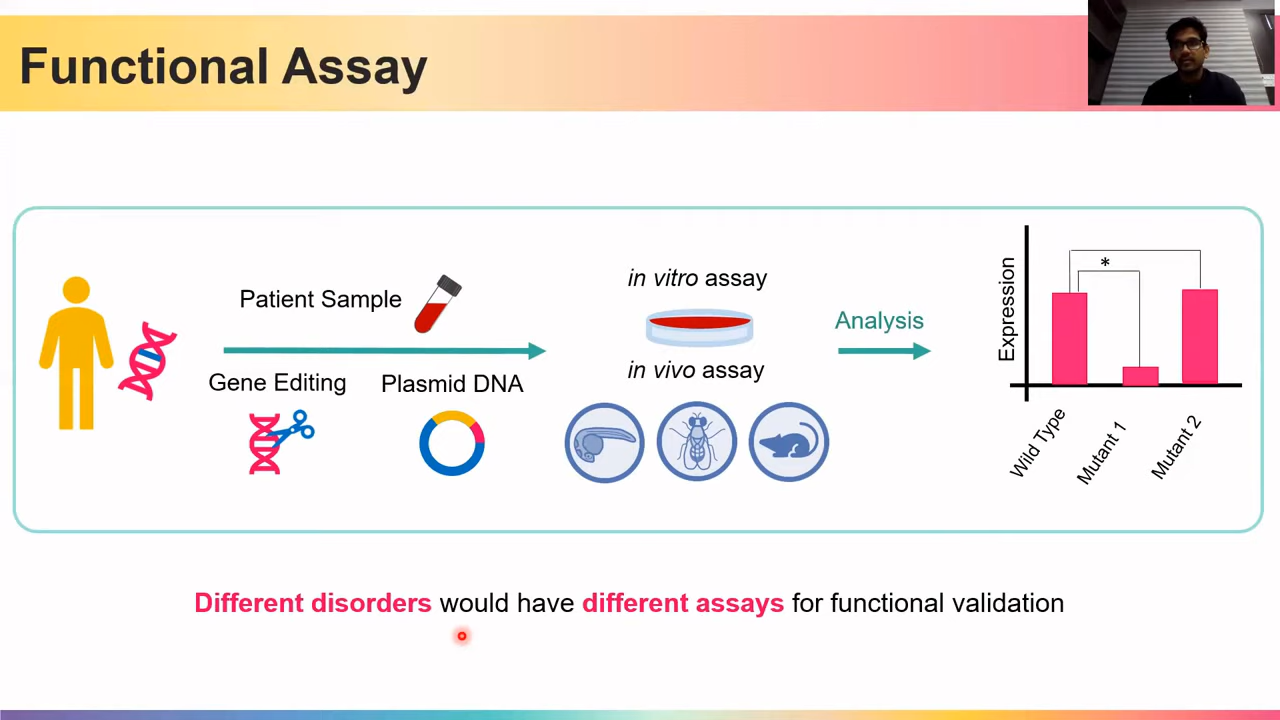 Functional Assay
Patient Sample
Gene Editing
Plasmid DNA
in vitro assay
in vivo assay
Analysis
Expression
*
Wild Type
Mutant 1
Mutant 2
Different disorders would have different assays for functional validation